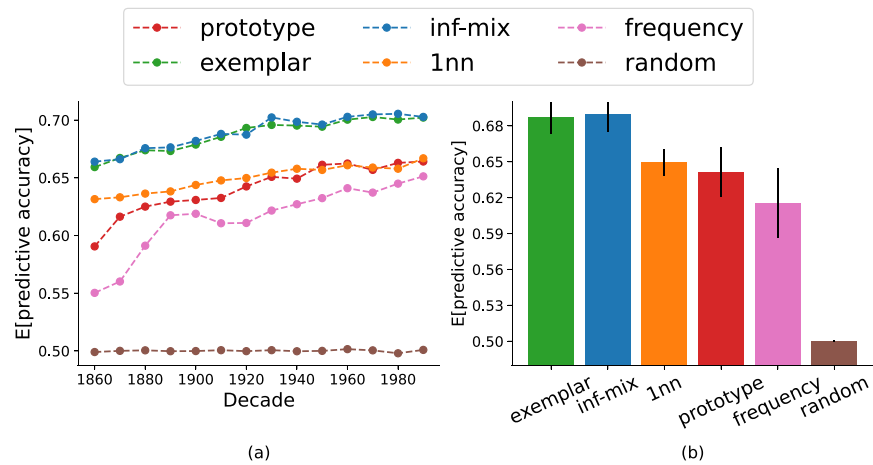 prototype inf-mix frequency
exemplar 1nn random
E[predictive accuracy]
0.70
0.65
0.60
0.55
0.50
1860 1880 1900 1920 1940 1960 1980
Decade
(a)
E[predictive accuracy]
0.68
0.65
0.62
0.59
0.56
0.53
0.50
exemplar inf-mix 1nn prototype frequency random
(b)